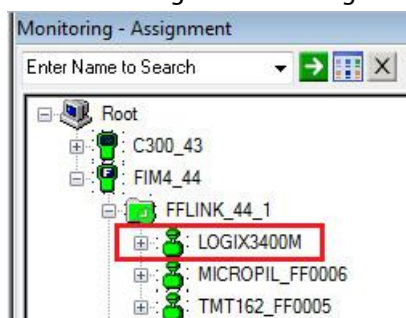 Monitoring - Assignment
Enter Name to Search
Root
C300_43
FIM4_44
FFLINK_44_1
LOGIX3400M
MICROPIL_FF0006
TMT162_FF0005